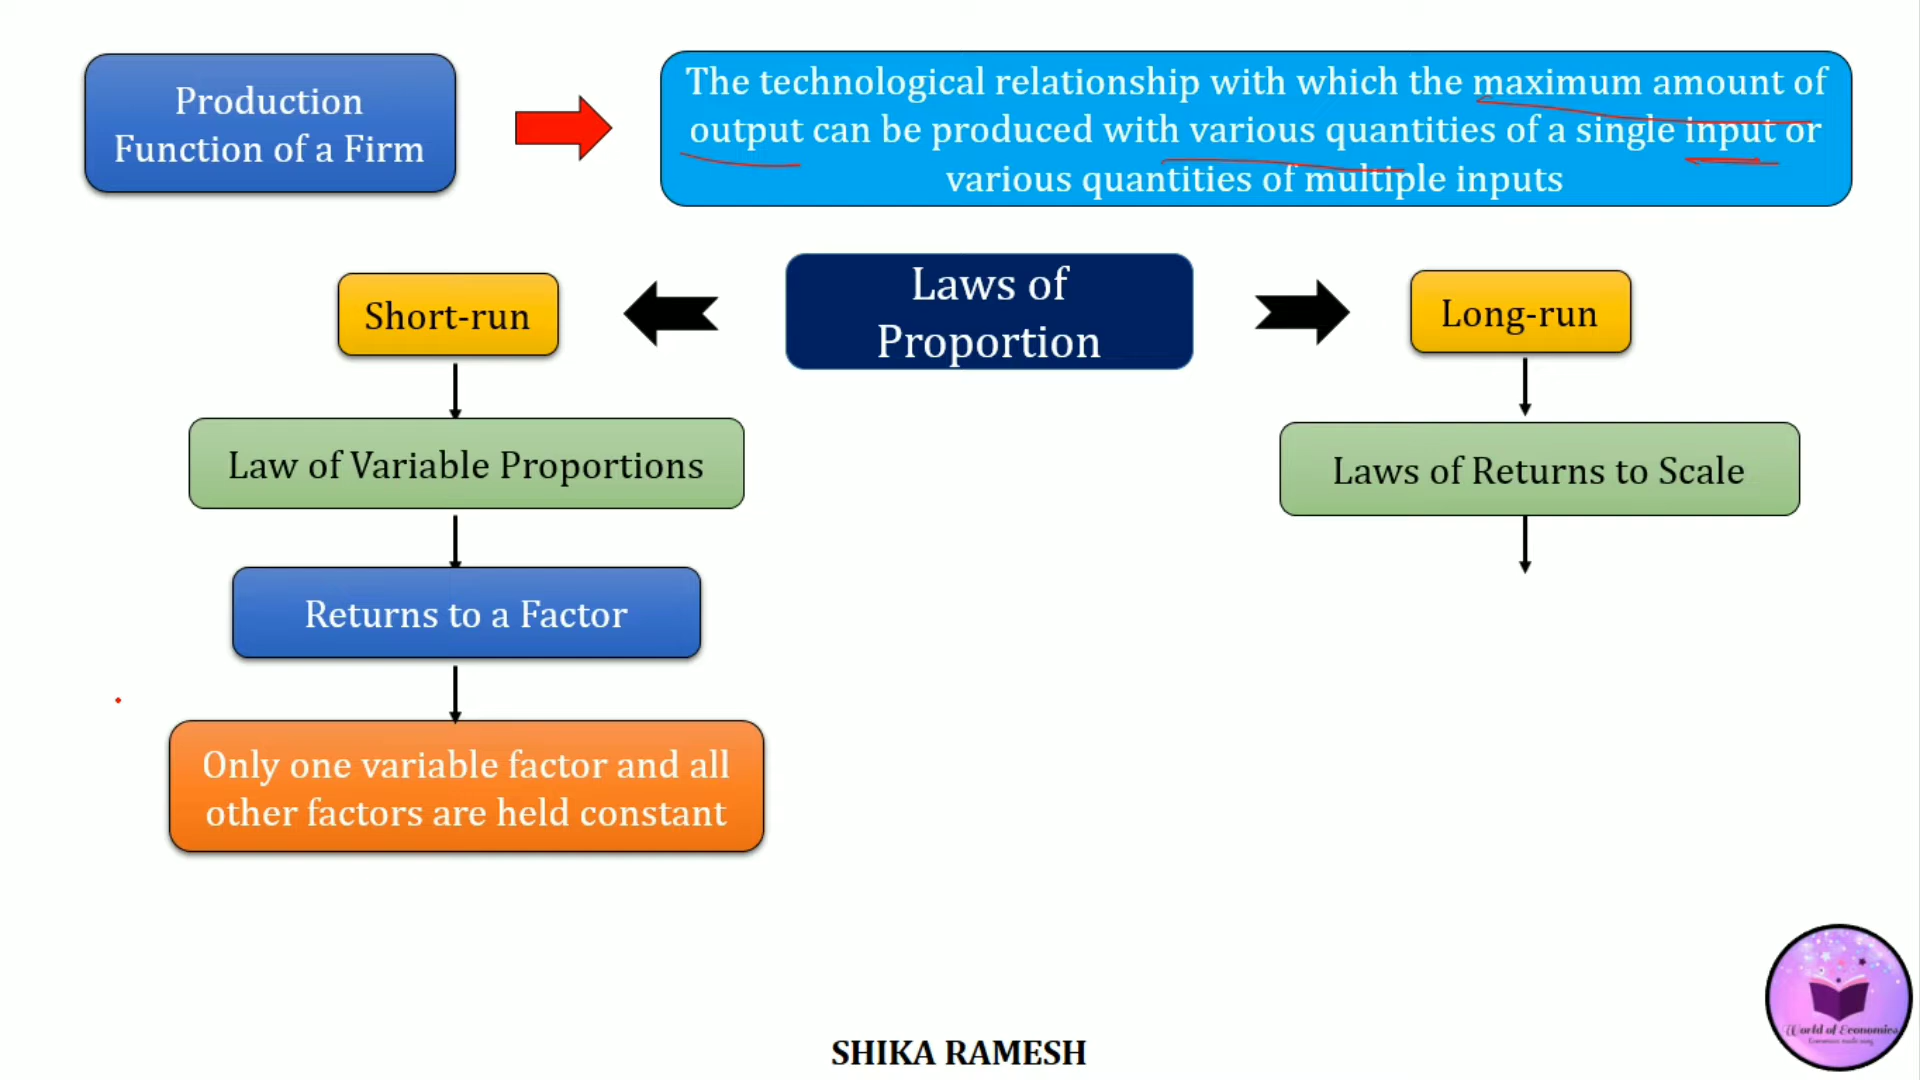 Production
Function of a Firm
The technological relationship with which the maximum amount of
output can be produced with various quantities of a single input or
various quantities of multiple inputs
Laws of
Proportion
Short-run
Long-run
Law of Variable Proportions
Laws of Returns to Scale
Returns to a Factor
Only one variable factor and all
other factors are held constant
World of Economics
Economics made easy
SHIKA RAMESH